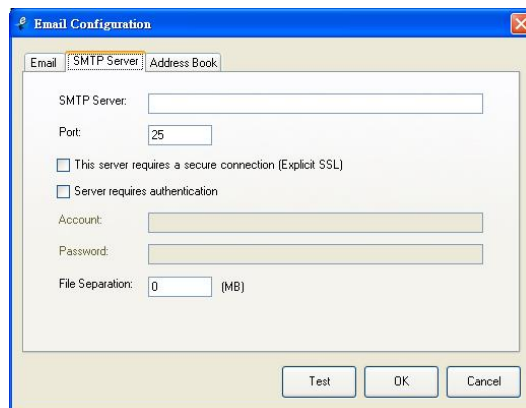 Email Configuration
Email SMTP Server Address Book
SMTP Server:
Port: 25
This server requires a secure connection (Explicit SSL)
Server requires authentication
Account:
Password:
File Separation: 0 (MB)
Test OK Cancel